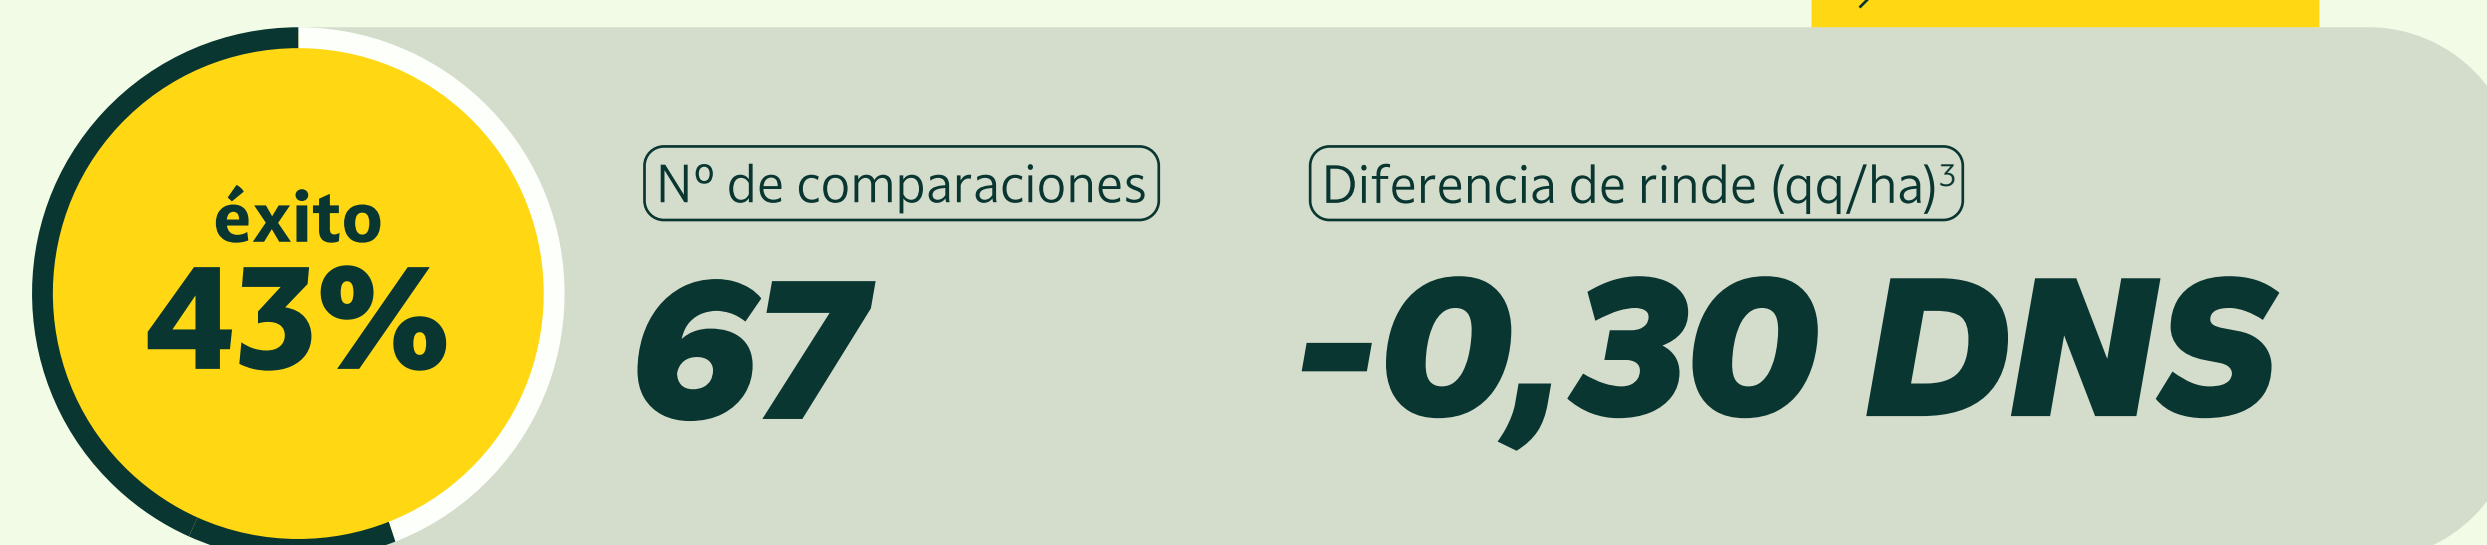 éxito
43%
Nº de comparaciones
67
Diferencia de rinde (qq/ha)³
-0,30 DNS